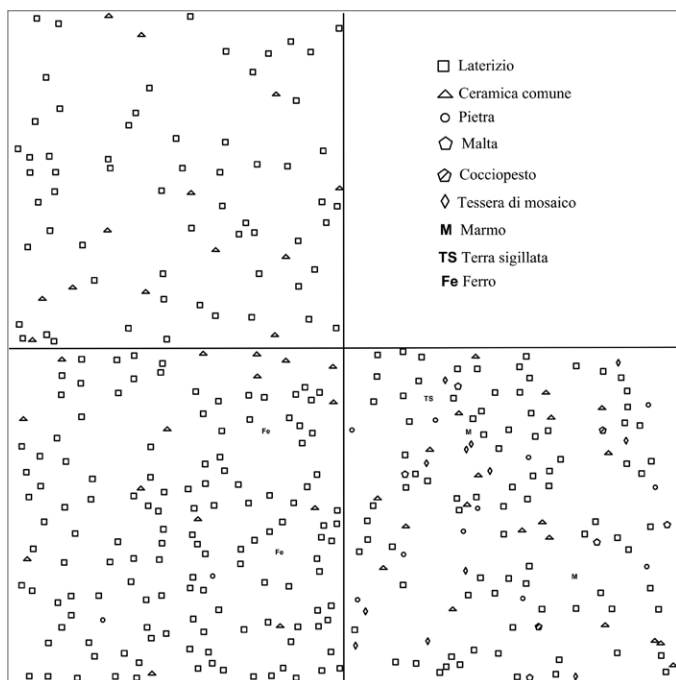 Laterizio
Ceramica comune
Pietra
Malta
Cocciopesto
Tessera di mosaico
M Marmo
TS Terra sigillata
Fe Ferro
TS
Fe
M
Fe
M